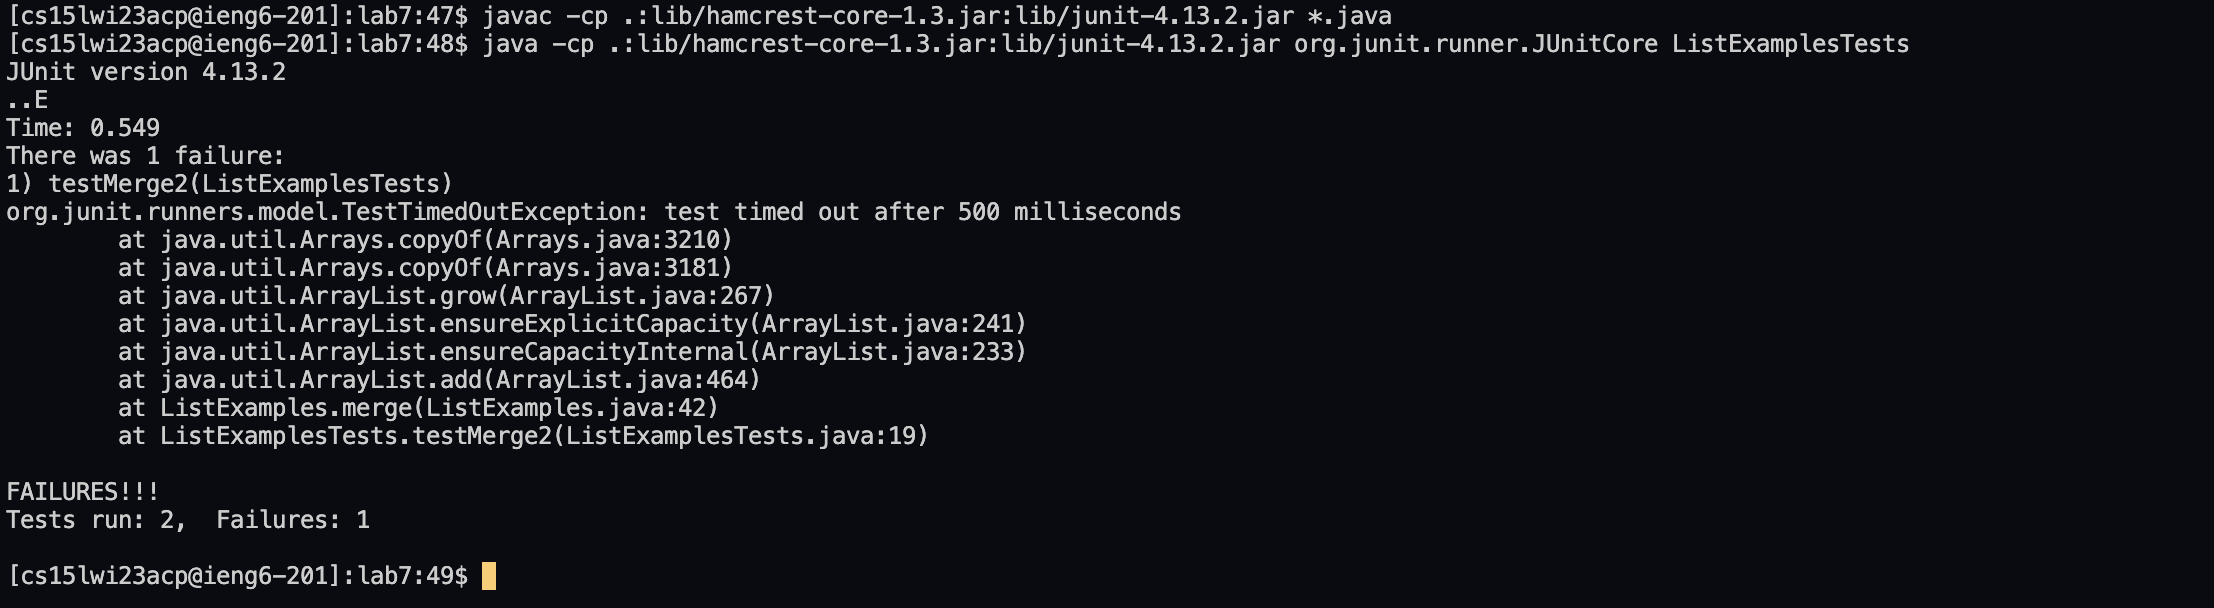 [cs15lwi23acp@ieng6-201]:lab7:47$ javac -cp .:lib/hamcrest-core-1.3.jar:lib/junit-4.13.2.jar *.java
[cs15lwi23acp@ieng6-201]:lab7:48$ java -cp .:lib/hamcrest-core-1.3.jar:lib/junit-4.13.2.jar org.junit.runner.JUnitCore ListExamplesTests
JUnit version 4.13.2
..E
Time: 0.549
There was 1 failure:
1) testMerge2(ListExamplesTests)
org.junit.runners.model.TestTimedOutException: test timed out after 500 milliseconds
at java.util.Arrays.copyOf(Arrays.java:3210)
at java.util.Arrays.copyOf(Arrays.java:3181)
at java.util.ArrayList.grow(ArrayList.java:267)
at java.util.ArrayList.ensureExplicitCapacity(ArrayList.java:241)
at java.util.ArrayList.ensureCapacityInternal(ArrayList.java:233)
at java.util.ArrayList.add(ArrayList.java:464)
at ListExamples.merge(ListExamples.java:42)
at ListExamplesTests.testMerge2(ListExamplesTests.java:19)
FAILURES!!!
Tests run: 2,  Failures: 1
[cs15lwi23acp@ieng6-201]:lab7:49$